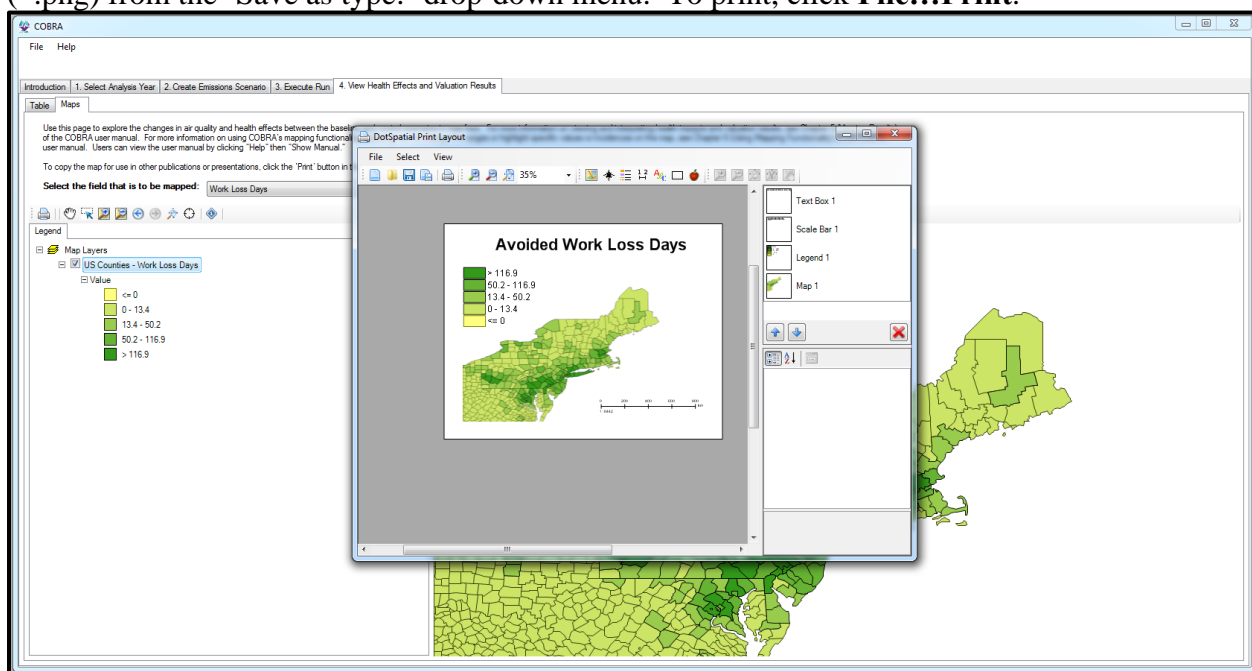 (*.png) from the "Save as type:" drop-down menu. To print, click File...Print.
COBRA
File Help
Introduction 1. Select Analysis Year 2. Create Emissions Scenario 3. Execute Run 4. View Health Effects and Valuation Results
Table Maps
Use this page to explore the changes in air quality and health effects between the baseline
of the COBRA user manual. For more information on using COBRA's mapping functional
user manual. Users can view the user manual by clicking "Help" then "Show Manual."
To copy the map for use in other publications or presentations, click the 'Print' button in
Select the field that is to be mapped: Work Loss Days
Legend
Map Layers
US Counties - Work Loss Days
Value
<= 0
0 - 13.4
13.4 - 50.2
50.2 - 116.9
> 116.9
DotSpatial Print Layout
File Select View
35%
Avoided Work Loss Days
> 116.9
50.2 - 116.9
13.4 - 50.2
0 - 13.4
<= 0
0 200 400 600 800
Text Box 1
Scale Bar 1
Legend 1
Map 1